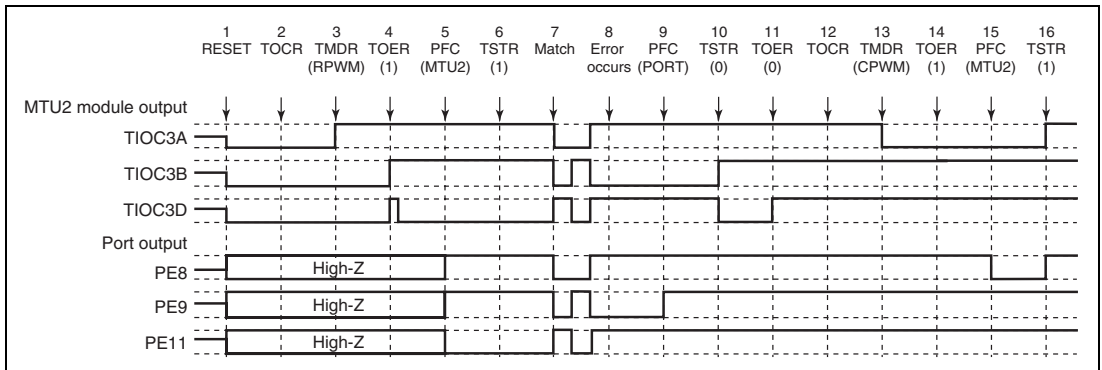 1 2 3 4 5 6 7 8 9 10 11 12 13 14 15 16
RESET TOCR TMDR TOER PFC TSTR Match Error PFC TSTR TOER TOCR TMDR TOER PFC TSTR
(RPWM) (1) (MTU2) (1) occurs (PORT) (0) (0) (CPWM) (1) (MTU2) (1)
MTU2 module output
TIOC3A
TIOC3B
TIOC3D
Port output
PE8 High-Z
PE9 High-Z
PE11 High-Z